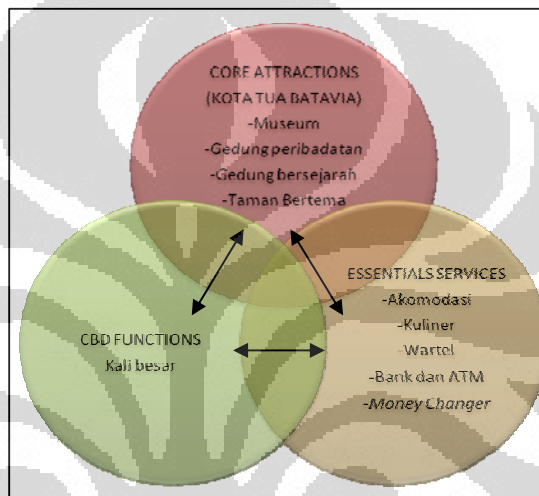 CORE ATTRACTIONS
(KOTA TUA BATAVIA)
-Museum
-Gedung peribadatan
-Gedung bersejarah
-Taman Bertema
ESSENTIALS SERVICES
-Akomodasi
-Kuliner
-Wartel
-Bank dan ATM
-Money Changer
CBD FUNCTIONS
Kali besar